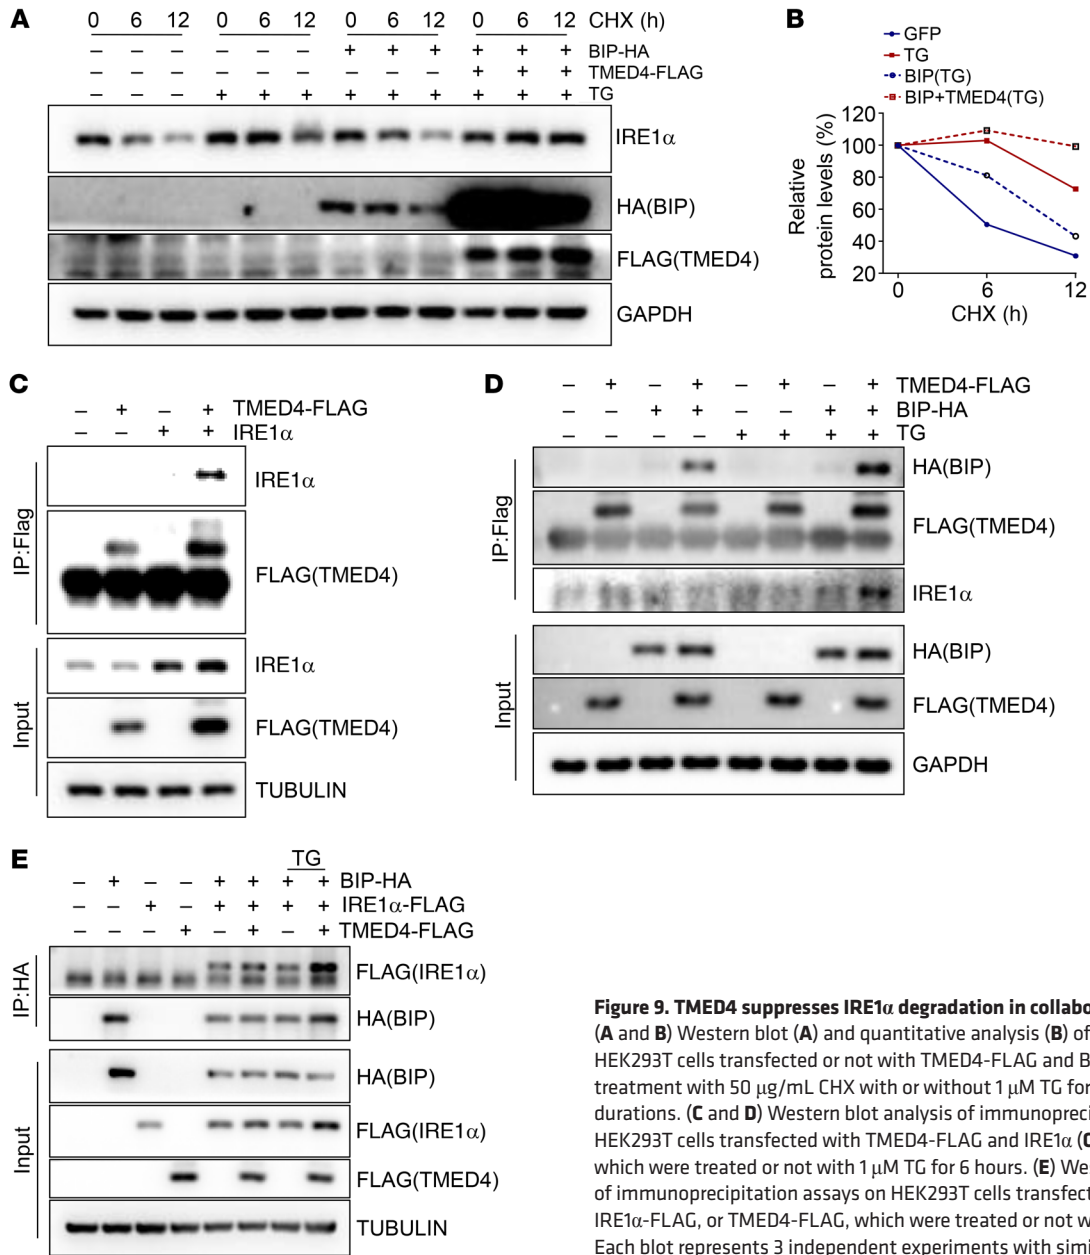 A
0 6 12 0 6 12 0 6 12 0 6 12 CHX (h)
– – – – – – + + + + + + BIP-HA
– – – – – – – – – + + + TMED4-FLAG
– – – + + + + + + + + + TG
IRE1α
HA(BIP)
FLAG(TMED4)
GAPDH
B
GFP
TG
BIP(TG)
BIP+TMED4(TG)
Relative
protein levels (%)
120
100
80
60
40
20
0 6 12
CHX (h)
C
– + – + TMED4-FLAG
– – + + IRE1α
IP:Flag
IRE1α
FLAG(TMED4)
Input
IRE1α
FLAG(TMED4)
TUBULIN
D
– + – + – + – + TMED4-FLAG
– – + + – – + + BIP-HA
– – – – + + + + TG
IP:Flag
HA(BIP)
FLAG(TMED4)
IRE1α
Input
HA(BIP)
FLAG(TMED4)
GAPDH
E
TG
– + – – + + + + BIP-HA
– – + – + + + + IRE1α-FLAG
– – – + – + – + TMED4-FLAG
IP:HA
FLAG(IRE1α)
HA(BIP)
Input
HA(BIP)
FLAG(IRE1α)
FLAG(TMED4)
TUBULIN
Figure 9. TMED4 suppresses IRE1α degradation in collabo
(A and B) Western blot (A) and quantitative analysis (B) of
HEK293T cells transfected or not with TMED4-FLAG and B
treatment with 50 μg/mL CHX with or without 1 μM TG for
durations. (C and D) Western blot analysis of immunopreci
HEK293T cells transfected with TMED4-FLAG and IRE1α (C
which were treated or not with 1 μM TG for 6 hours. (E) We
of immunoprecipitation assays on HEK293T cells transfect
IRE1α-FLAG, or TMED4-FLAG, which were treated or not w
Each blot represents 3 independent experiments with simi